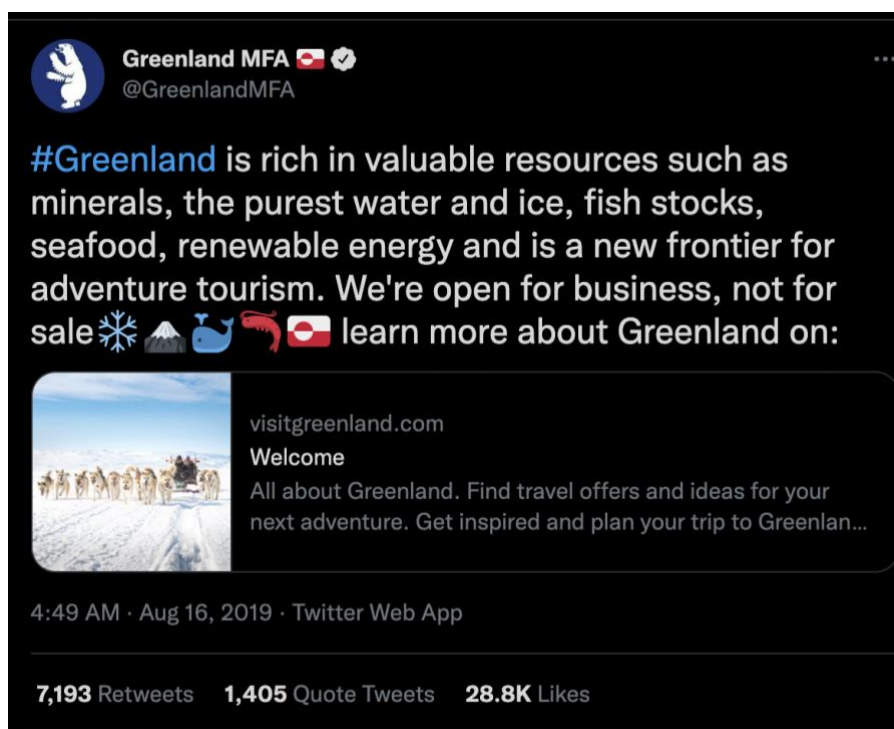 Greenland MFA 🇬🇱
@GreenlandMFA
#Greenland is rich in valuable resources such as
minerals, the purest water and ice, fish stocks,
seafood, renewable energy and is a new frontier for
adventure tourism. We're open for business, not for
sale❄️🏔️🐳🦐🇬🇱 learn more about Greenland on:
visitgreenland.com
Welcome
All about Greenland. Find travel offers and ideas for your
next adventure. Get inspired and plan your trip to Greenlan...
4:49 AM · Aug 16, 2019 · Twitter Web App
7,193 Retweets 1,405 Quote Tweets 28.8K Likes